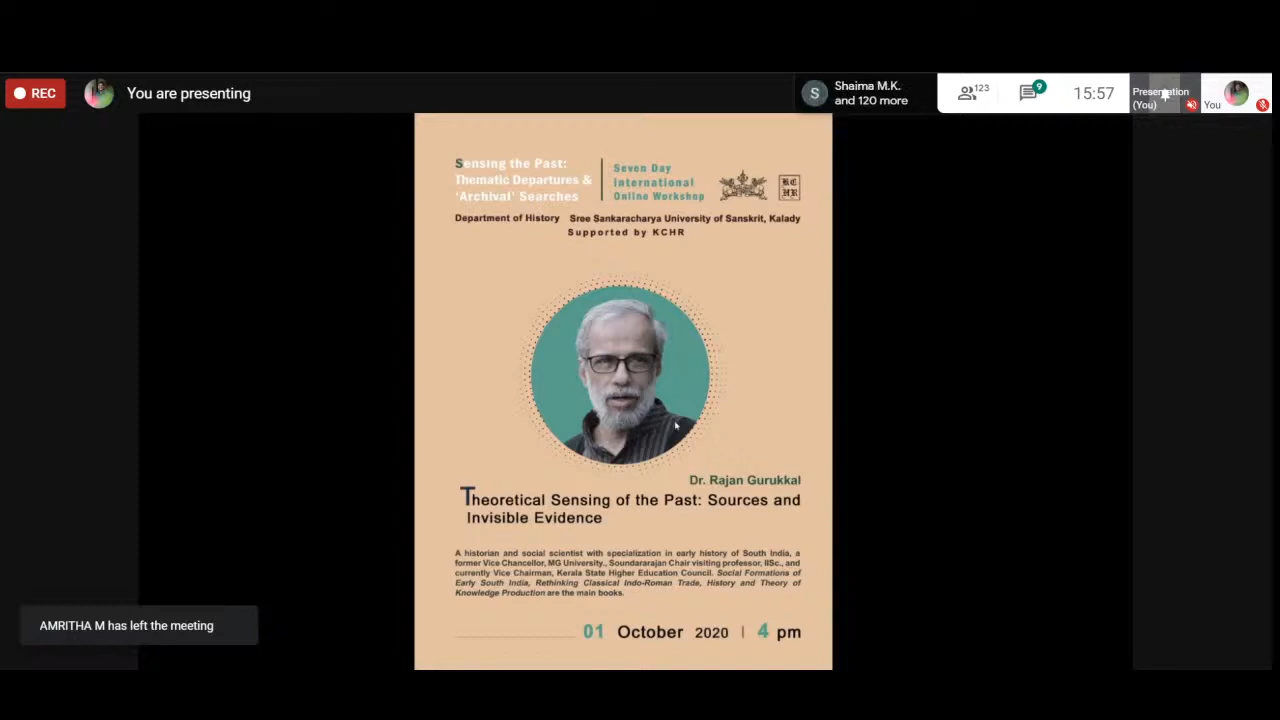 REC
You are presenting
S
Shaima M.K.
and 120 more
123
9
15:57
Presentation
(You)
You
Sensing the Past:
Thematic Departures &
'Archival' Searches
Seven Day
International
Online Workshop
KC
HR
Department of History Sree Sankaracharya University of Sanskrit, Kalady
Supported by KCHR
Dr. Rajan Gurukkal
Theoretical Sensing of the Past: Sources and
Invisible Evidence
A historian and social scientist with specialization in early history of South India, a
former Vice Chancellor, MG University., Soundararajan Chair visiting professor, IISc., and
currently Vice Chairman, Kerala State Higher Education Council. Social Formations of
Early South India, Rethinking Classical Indo-Roman Trade, History and Theory of
Knowledge Production are the main books.
AMRITHA M has left the meeting
01 October 2020 | 4 pm